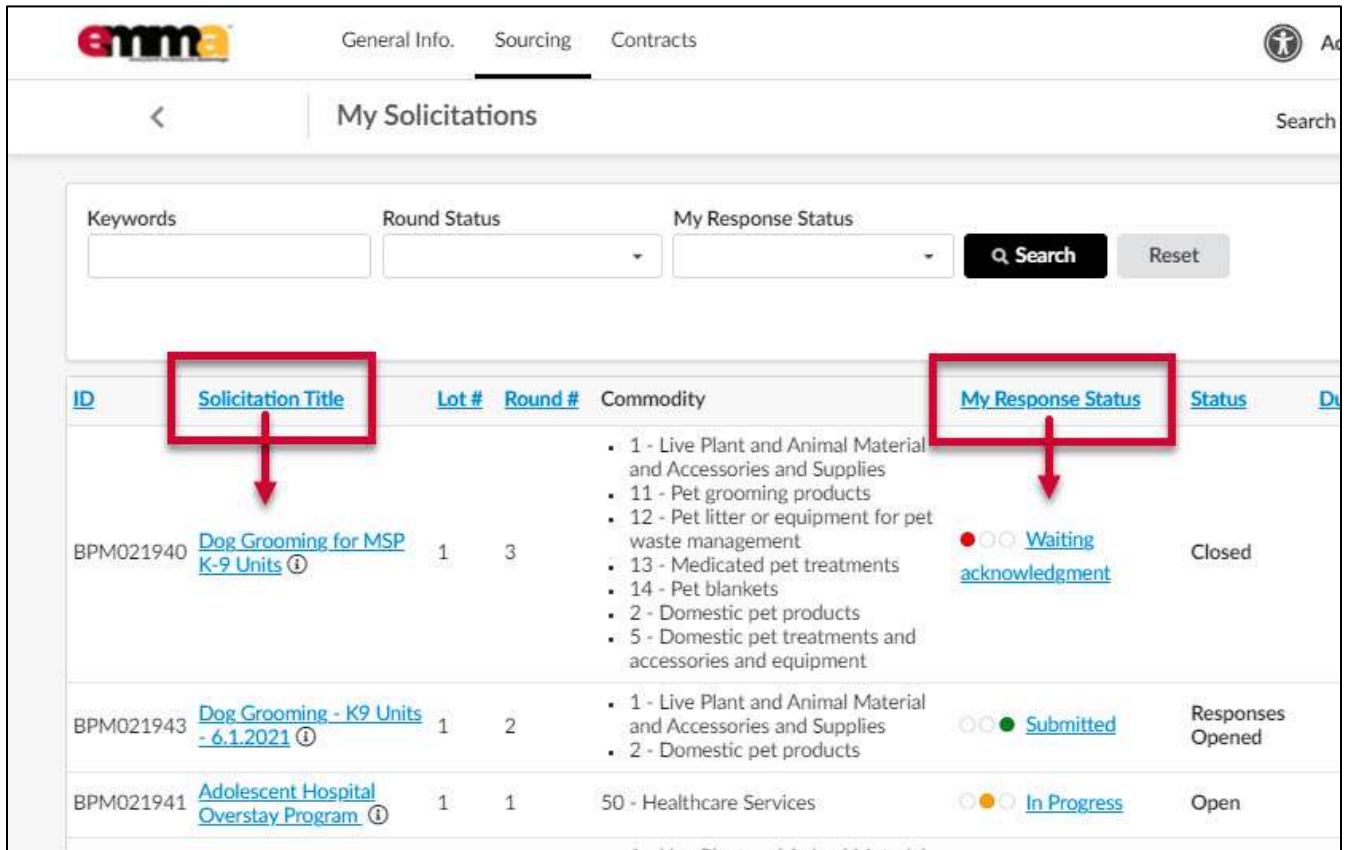 emma
General Info. Sourcing Contracts
My Solicitations
Search
Keywords Round Status My Response Status
Search Reset
ID Solicitation Title Lot # Round # Commodity My Response Status Status
BPM021940 Dog Grooming for MSP
K-9 Units
1 3
1 - Live Plant and Animal Material
and Accessories and Supplies
11 - Pet grooming products
12 - Pet litter or equipment for pet
waste management
13 - Medicated pet treatments
14 - Pet blankets
2 - Domestic pet products
5 - Domestic pet treatments and
accessories and equipment
Waiting
acknowledgment
Closed
BPM021943 Dog Grooming - K9 Units
- 6.1.2021
1 2
1 - Live Plant and Animal Material
and Accessories and Supplies
2 - Domestic pet products
Submitted
Responses
Opened
BPM021941 Adolescent Hospital
Overstay Program
1 1
50 - Healthcare Services
In Progress
Open